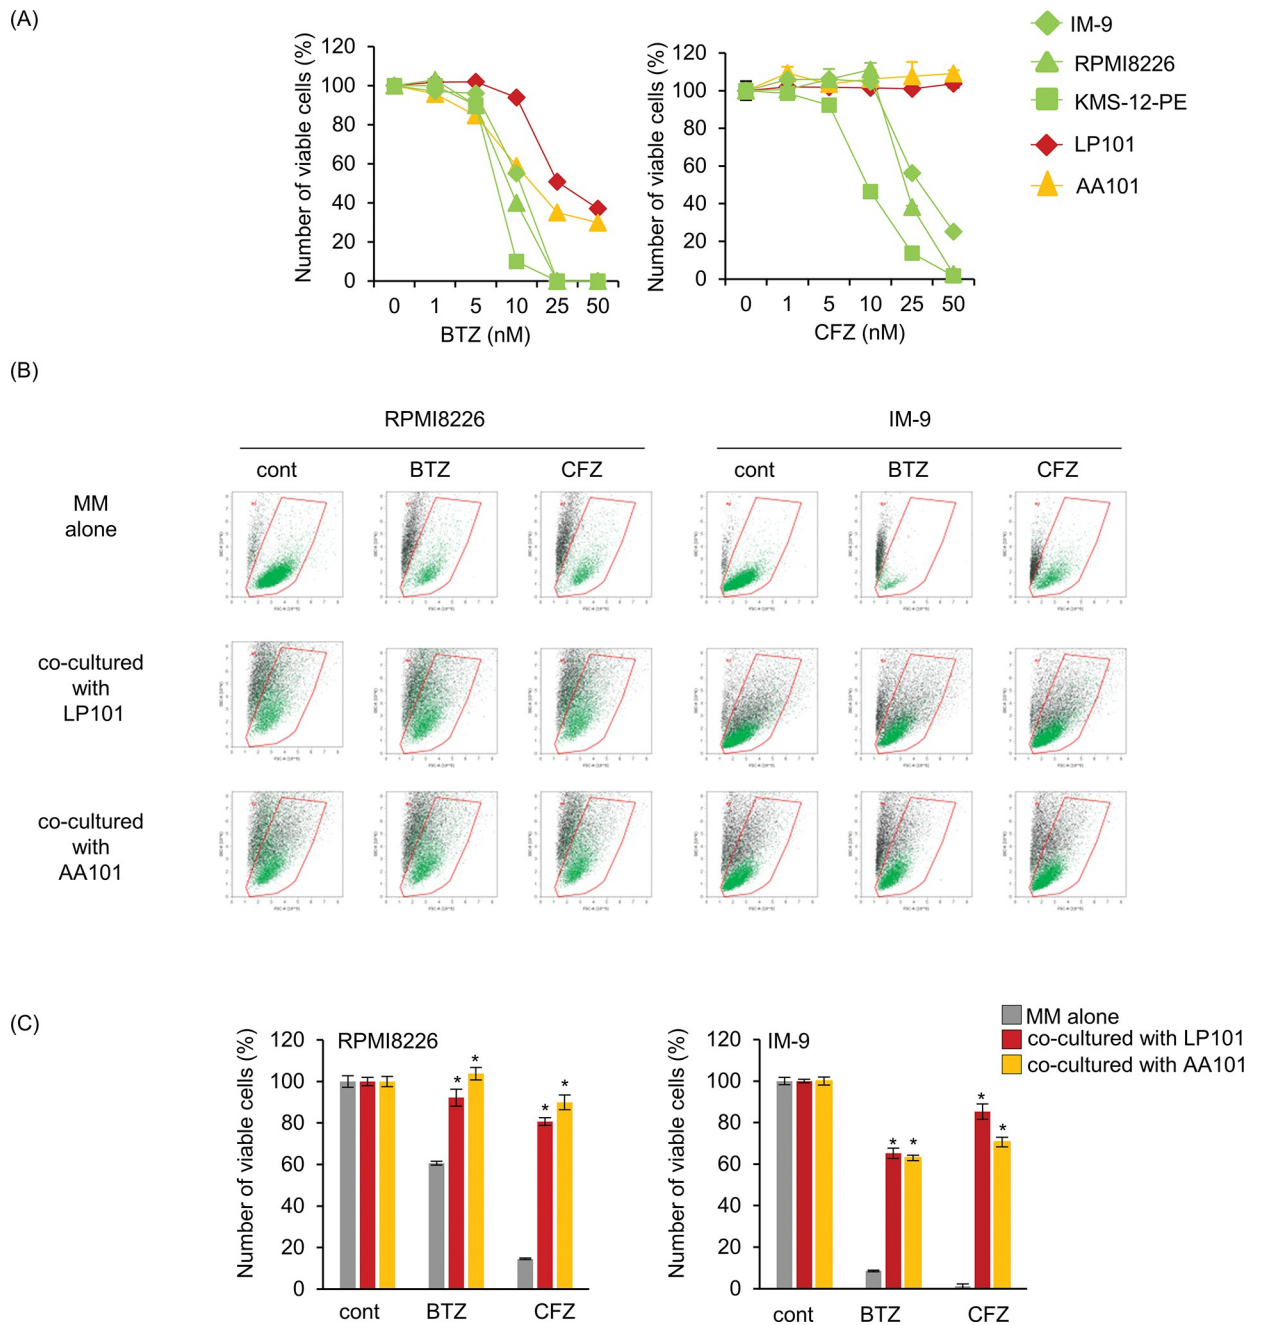 (A)
Number of viable cells (%)
120
100
80
60
40
20
0
0 1 5 10 25 50
BTZ (nM)
Number of viable cells (%)
120
100
80
60
40
20
0
0 1 5 10 25 50
CFZ (nM)
IM-9
RPMI8226
KMS-12-PE
LP101
AA101
(B)
RPMI8226
IM-9
cont BTZ CFZ cont BTZ CFZ
MM
alone
co-cultured
with
LP101
co-cultured
with
AA101
(C)
Number of viable cells (%)
120
100
80
60
40
20
0
RPMI8226
* * * *
cont BTZ CFZ
Number of viable cells (%)
120
100
80
60
40
20
0
IM-9
* * * *
cont BTZ CFZ
MM alone
co-cultured with LP101
co-cultured with AA101